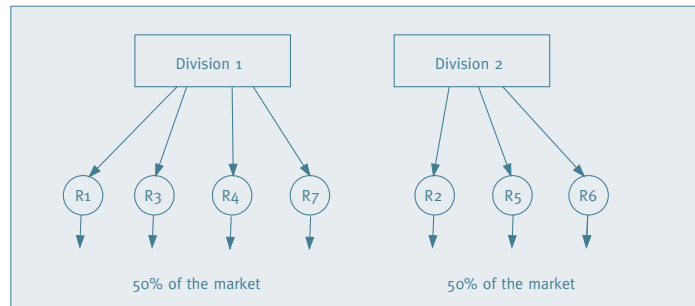 Division 1 Division 2
R1 R3 R4 R7 R2 R5 R6
50% of the market 50% of the market